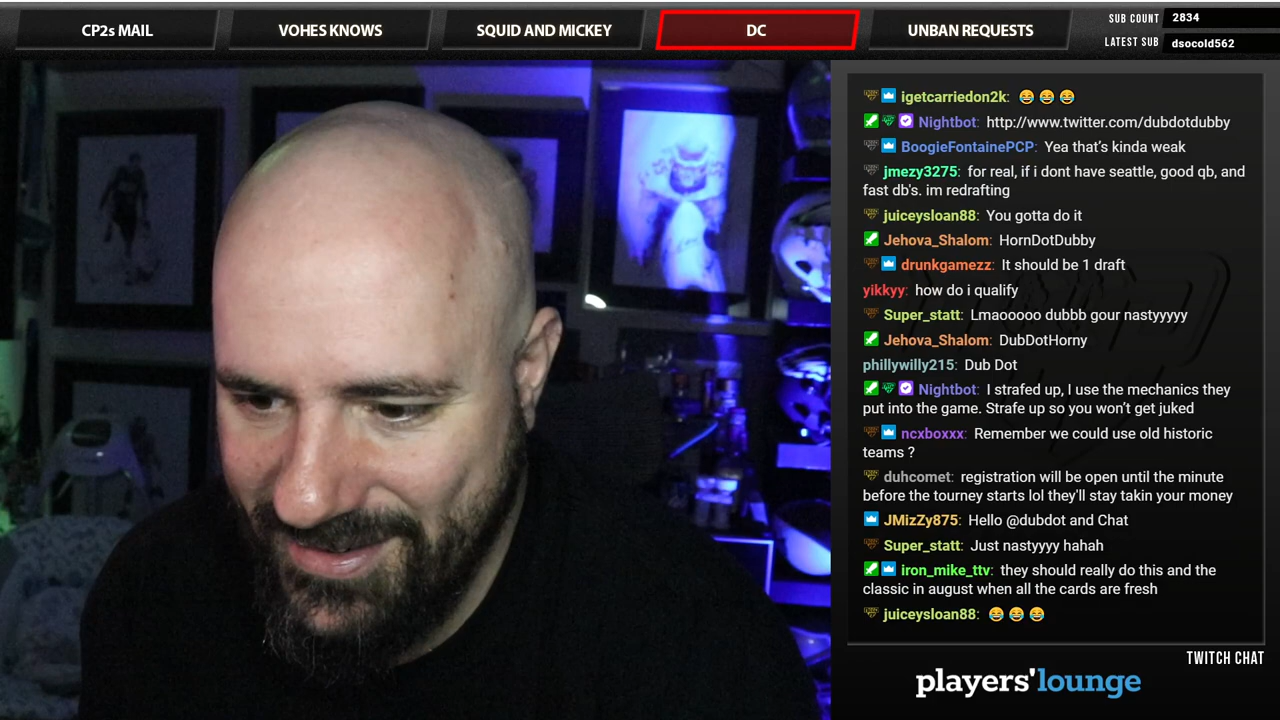 CP2s MAIL
VOHES KNOWS
SQUID AND MICKEY
DC
UNBAN REQUESTS
SUB COUNT 2834
LATEST SUB dsocold562
igetcarriedon2k: 😂 😂 😂
Nightbot: http://www.twitter.com/dubdotdubby
BoogieFontainePCP: Yea that's kinda weak
jmezy3275: for real, if i dont have seattle, good qb, and
fast db's. im redrafting
juiceysloan88: You gotta do it
Jehova_Shalom: HornDotDubby
drunkgamezz: It should be 1 draft
yikkyy: how do i qualify
Super_statt: Lmaooooo dubbb gour nastyyyyy
Jehova_Shalom: DubDotHorny
phillywilly215: Dub Dot
Nightbot: I strafed up, I use the mechanics they
put into the game. Strafe up so you won't get juked
ncxboxxx: Remember we could use old historic
teams ?
duhcomet: registration will be open until the minute
before the tourney starts lol they'll stay takin your money
JMizZy875: Hello @dubdot and Chat
Super_statt: Just nastyyyy hahah
iron_mike_ttv: they should really do this and the
classic in august when all the cards are fresh
juiceysloan88: 😂 😂 😂
TWITCH CHAT
players'lounge